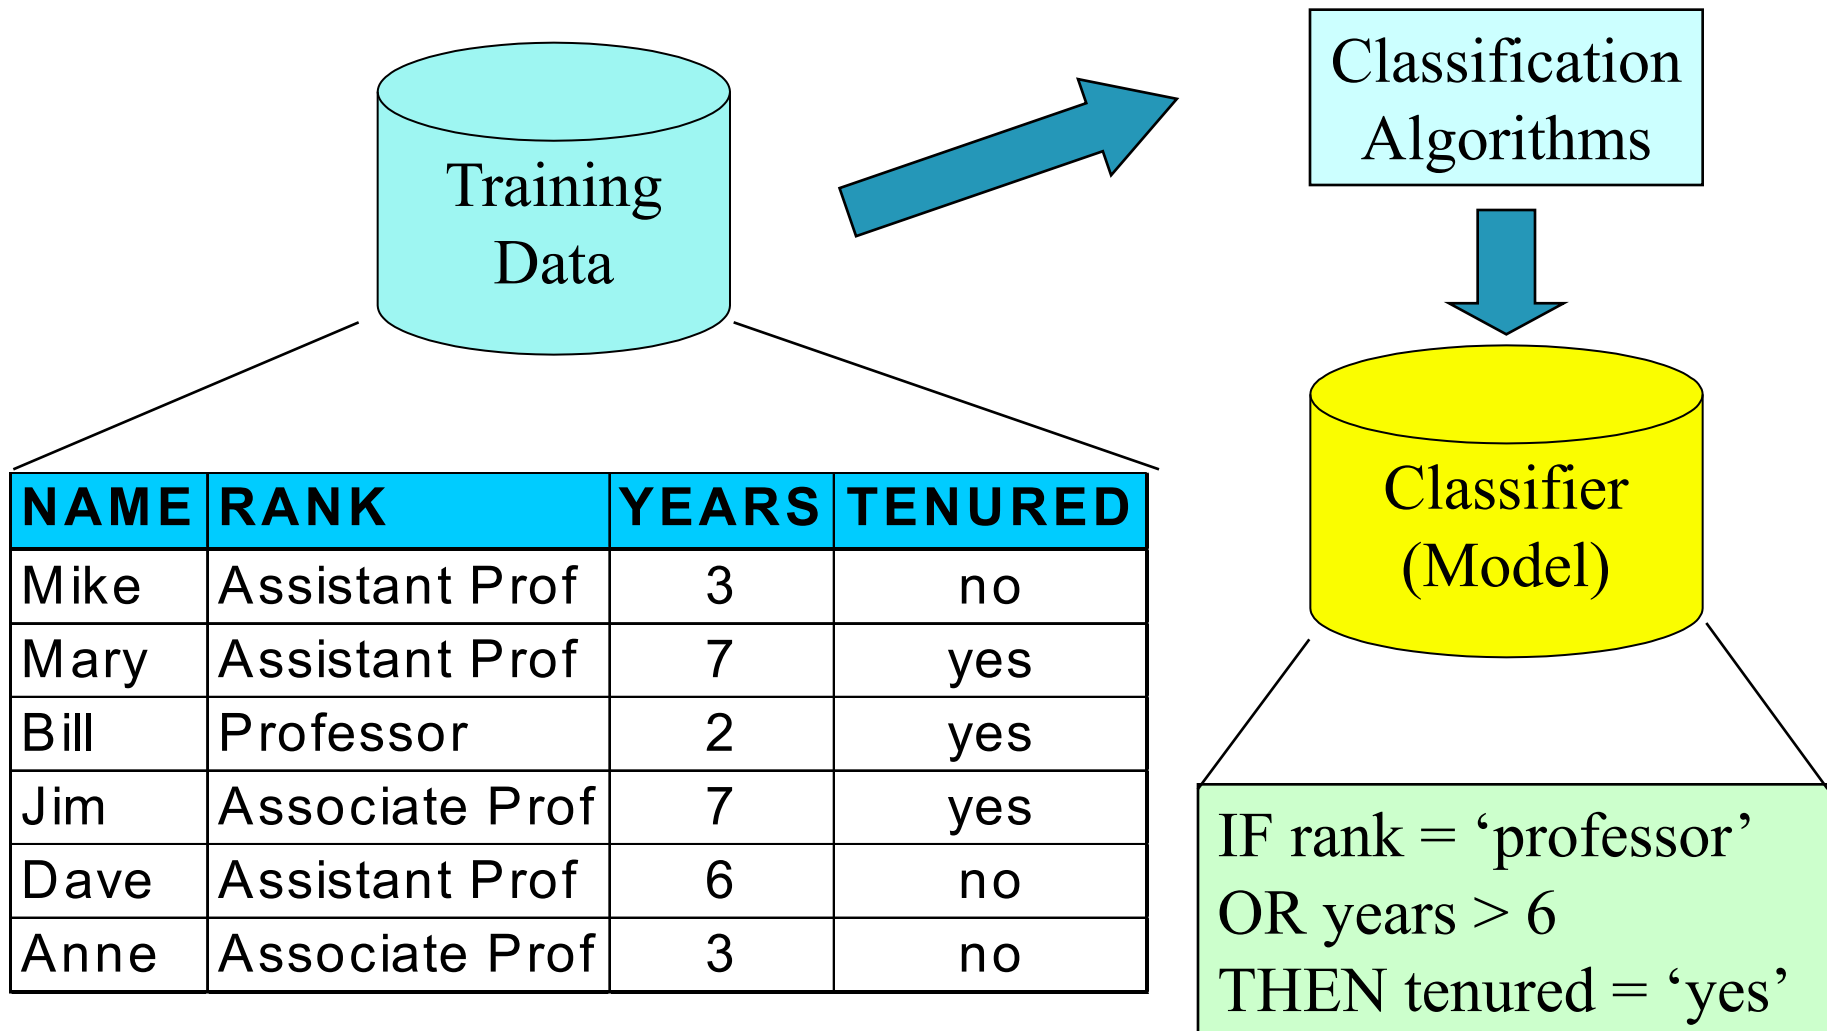 Training
Data
Classification
Algorithms
NAME RANK YEARS TENURED
Mike Assistant Prof 3 no
Mary Assistant Prof 7 yes
Bill Professor 2 yes
Jim Associate Prof 7 yes
Dave Assistant Prof 6 no
Anne Associate Prof 3 no
Classifier
(Model)
IF rank = ‘professor’
OR years > 6
THEN tenured = ‘yes’